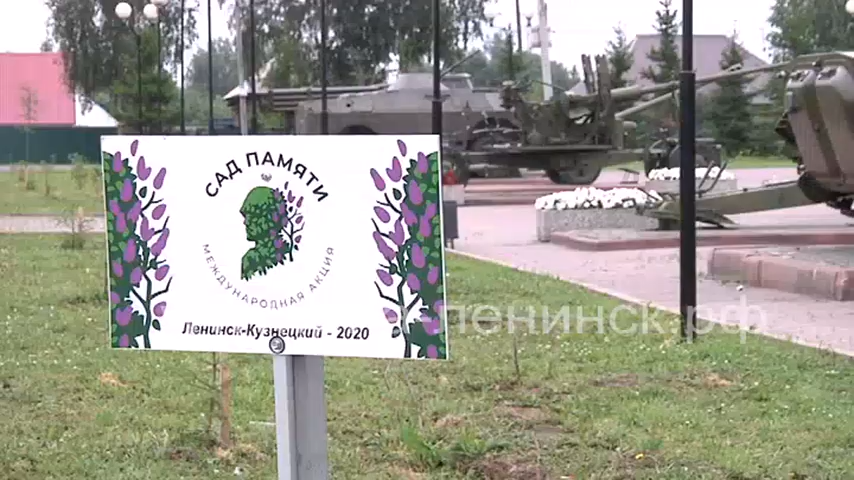 САД ПАМЯТИ
МЕЖДУНАРОДНАЯ АКЦИЯ
Ленинск-Кузнецкий - 2020
ленинск.рф